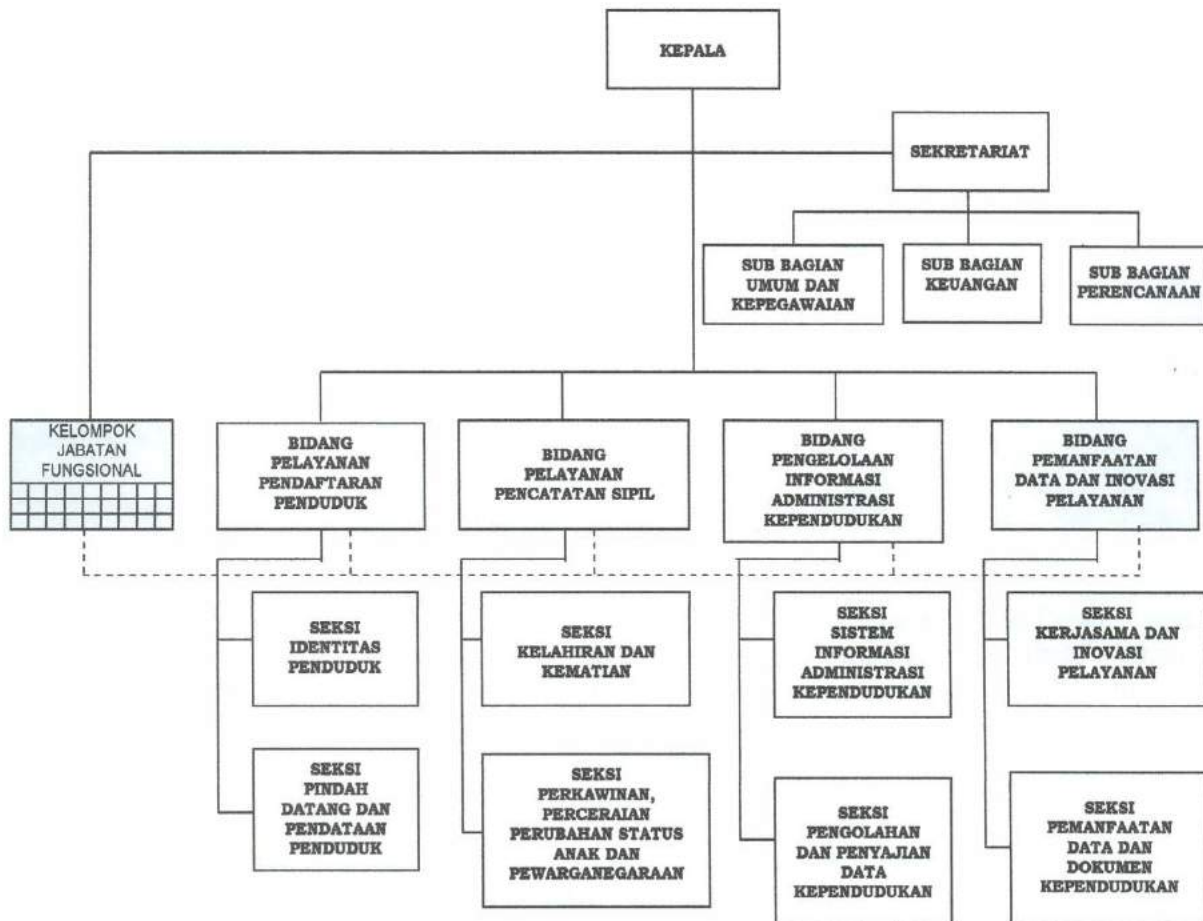 KEPALA
SEKRETARIAT
SUB BAGIAN
UMUM DAN
KEPEGAWAIAN
SUB BAGIAN
KEUANGAN
SUB BAGIAN
PERENCANAAN
KELOMPOK
JABATAN
FUNGSIONAL
BIDANG
PELAYANAN
PENDAFTARAN
PENDUDUK
BIDANG
PELAYANAN
PENCATATAN SIPIL
BIDANG
PENGELOLAAN
INFORMASI
ADMINISTRASI
KEPENDUDUKAN
BIDANG
PEMANFAATAN
DATA DAN INOVASI
PELAYANAN
SEKSI
IDENTITAS
PENDUDUK
SEKSI
KELAHIRAN DAN
KEMATIAN
SEKSI
SISTEM
INFORMASI
ADMINISTRASI
KEPENDUDUKAN
SEKSI
KERJASAMA DAN
INOVASI
PELAYANAN
SEKSI
PINDAH
DATANG DAN
PENDATAAN
PENDUDUK
SEKSI
PERKAWINAN,
PERCERAIAN
PERUBAHAN STATUS
ANAK DAN
PEWARGANEGARAAN
SEKSI
PENGOLAHAN
DAN PENYAJIAN
DATA
KEPENDUDUKAN
SEKSI
PEMANFAATAN
DATA DAN
DOKUMEN
KEPENDUDUKAN